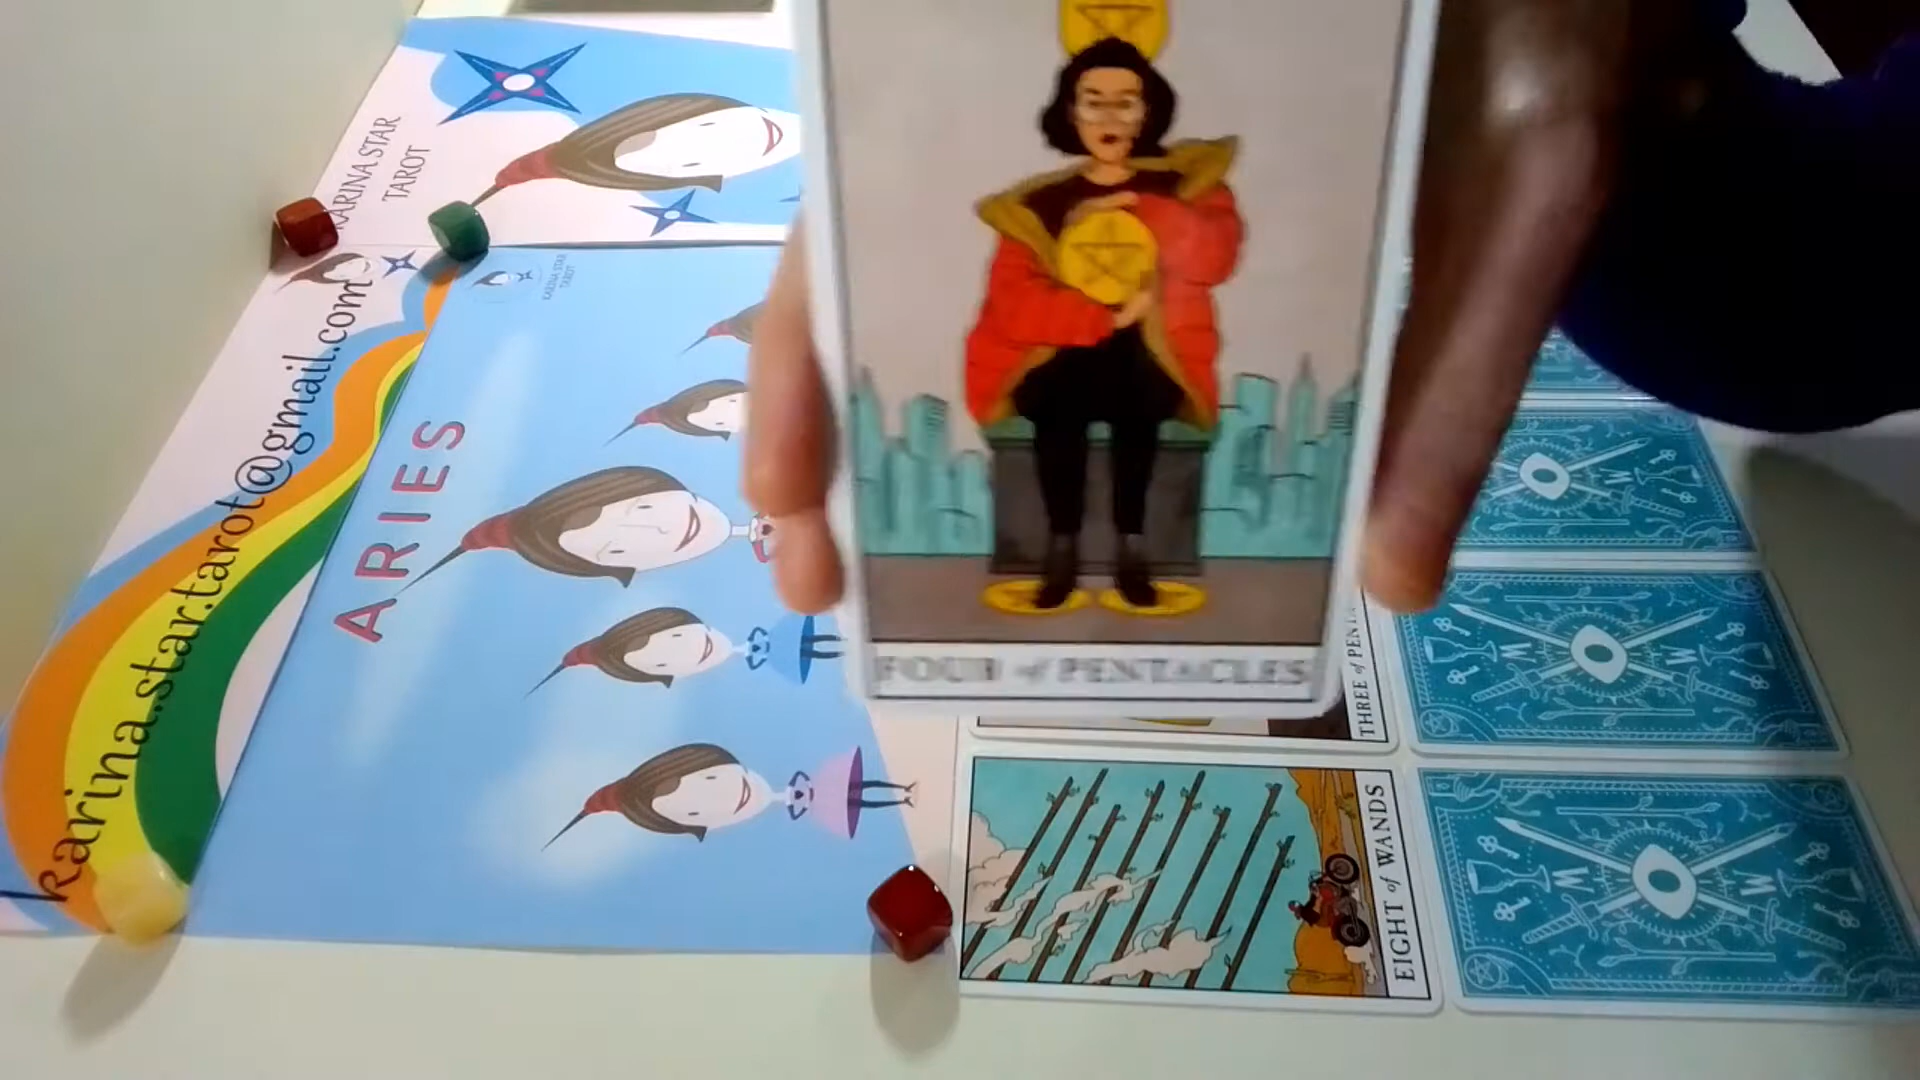 KARINA STAR
TAROT
karina.star.tarot@gmail.com
KARINA STAR
TAROT
ARIES
FOUR of PENTACLES
THREE of PENTA
EIGHT of WANDS
W
W
W
W
W